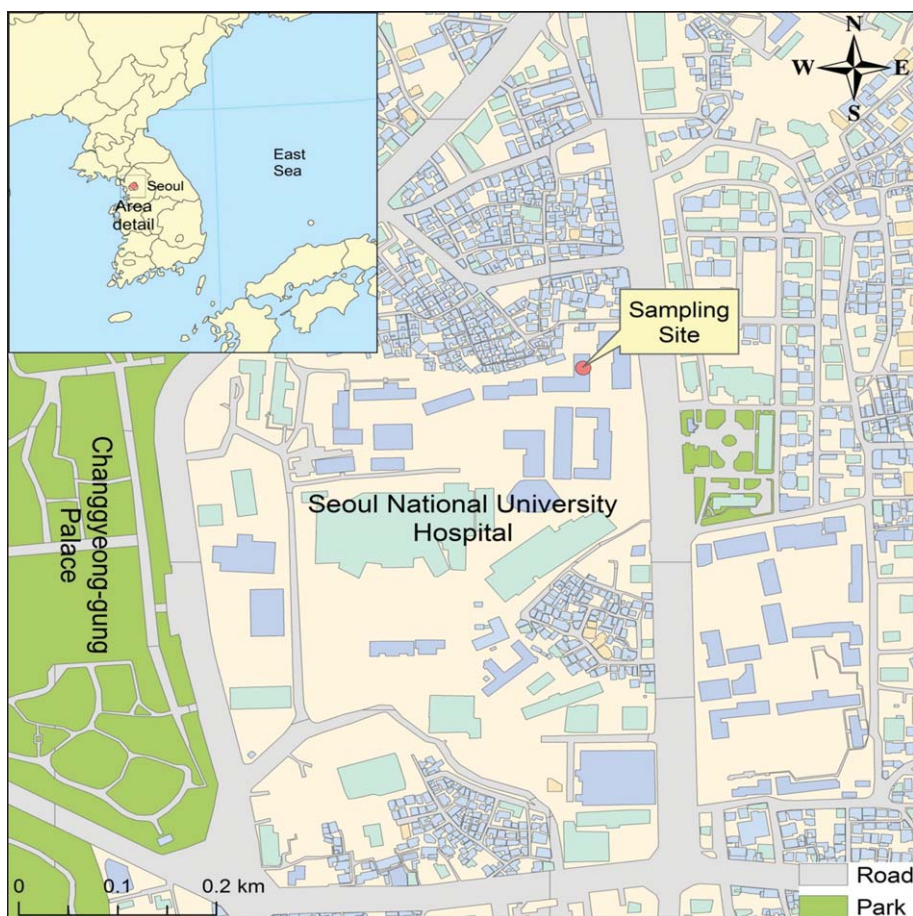 East
Sea
Seoul
Area
detail
N
W
E
S
Sampling
Site
Changgyeong-gung
Palace
Seoul National University
Hospital
0 0.1 0.2 km
Road
Park